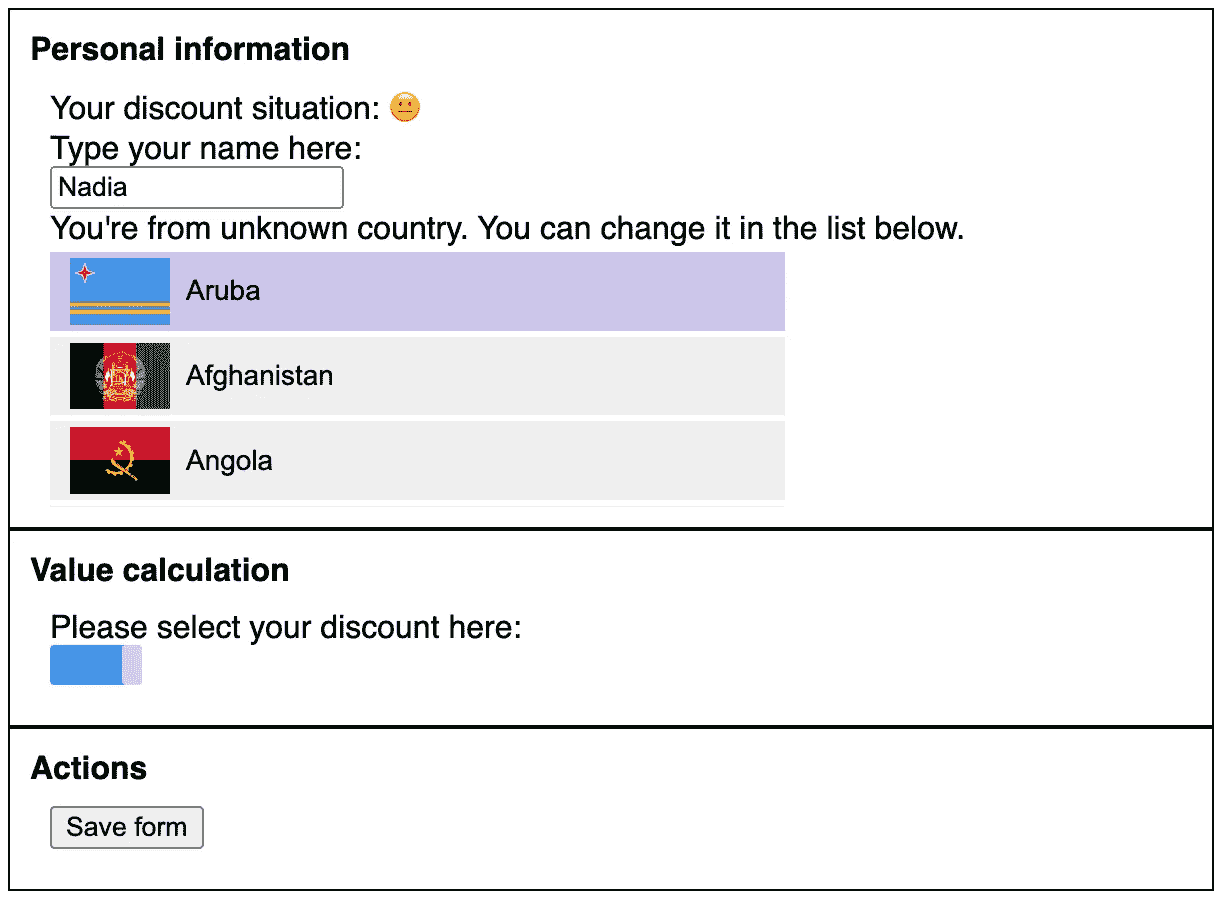 Personal information
Your discount situation: 😐
Type your name here:
Nadia
You're from unknown country. You can change it in the list below.
Aruba
Afghanistan
Angola
Value calculation
Please select your discount here:
Actions
Save form